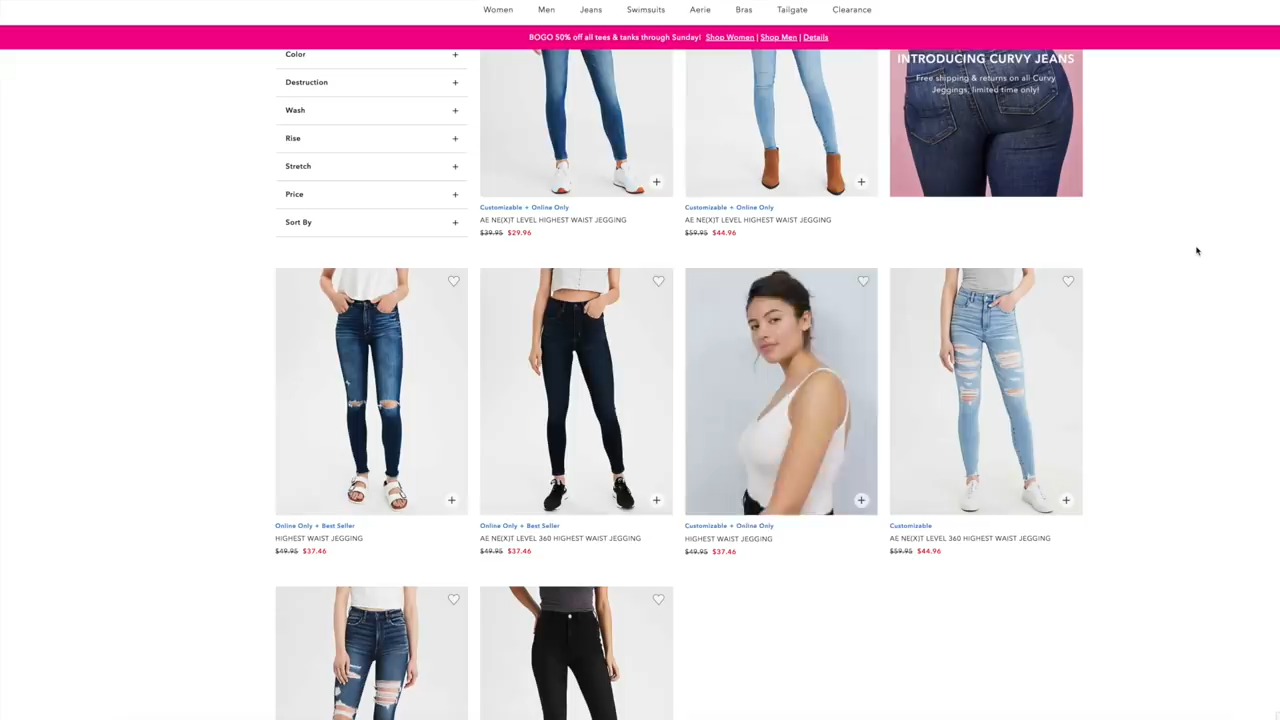 Women Men Jeans Swimsuits Aerie Bras Tailgate Clearance
BOGO 50% off all tees & tanks through Sunday! Shop Women | Shop Men | Details
Color +
Destruction +
Wash +
Rise +
Stretch +
Price +
Sort By +
INTRODUCING CURVY JEANS
Free shipping & returns on all Curvy
Jeggings, limited time only!
Customizable + Online Only
AE NE(X)T LEVEL HIGHEST WAIST JEGGING
$39.95 $29.96
Customizable + Online Only
AE NE(X)T LEVEL HIGHEST WAIST JEGGING
$59.95 $44.96
Online Only + Best Seller
HIGHEST WAIST JEGGING
$49.95 $37.46
Online Only + Best Seller
AE NE(X)T LEVEL 360 HIGHEST WAIST JEGGING
$49.95 $37.46
Customizable + Online Only
HIGHEST WAIST JEGGING
$49.95 $37.46
Customizable
AE NE(X)T LEVEL 360 HIGHEST WAIST JEGGING
$59.95 $44.96